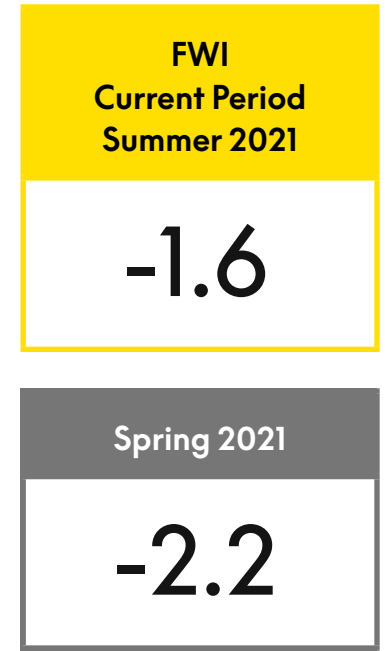 FWI
Current Period
Summer 2021
-1.6
Spring 2021
-2.2